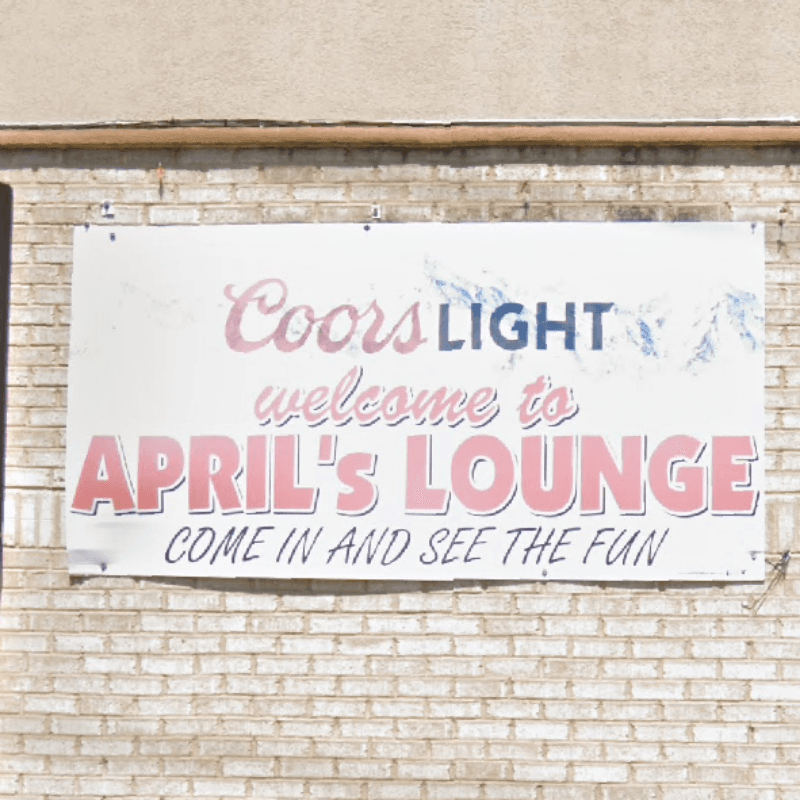 Coors LIGHT
welcome to
APRIL's LOUNGE
COME IN AND SEE THE FUN